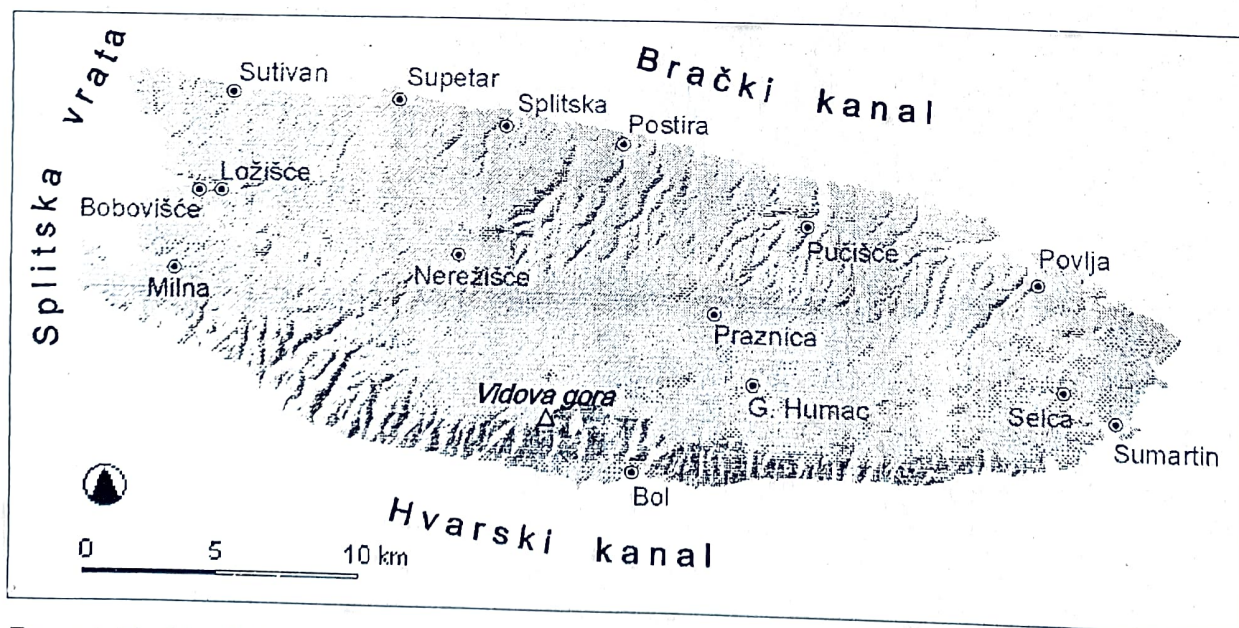 Splitska vrata
Brački kanal
Sutivan
Supetar
Splitska
Postira
Ložišće
Bobovišće
Pučišće
Povlja
Nerežišće
Milna
Praznica
Vidova gora
G. Humac
Selca
Sumartin
Bol
Hvarski kanal
0 5 10 km